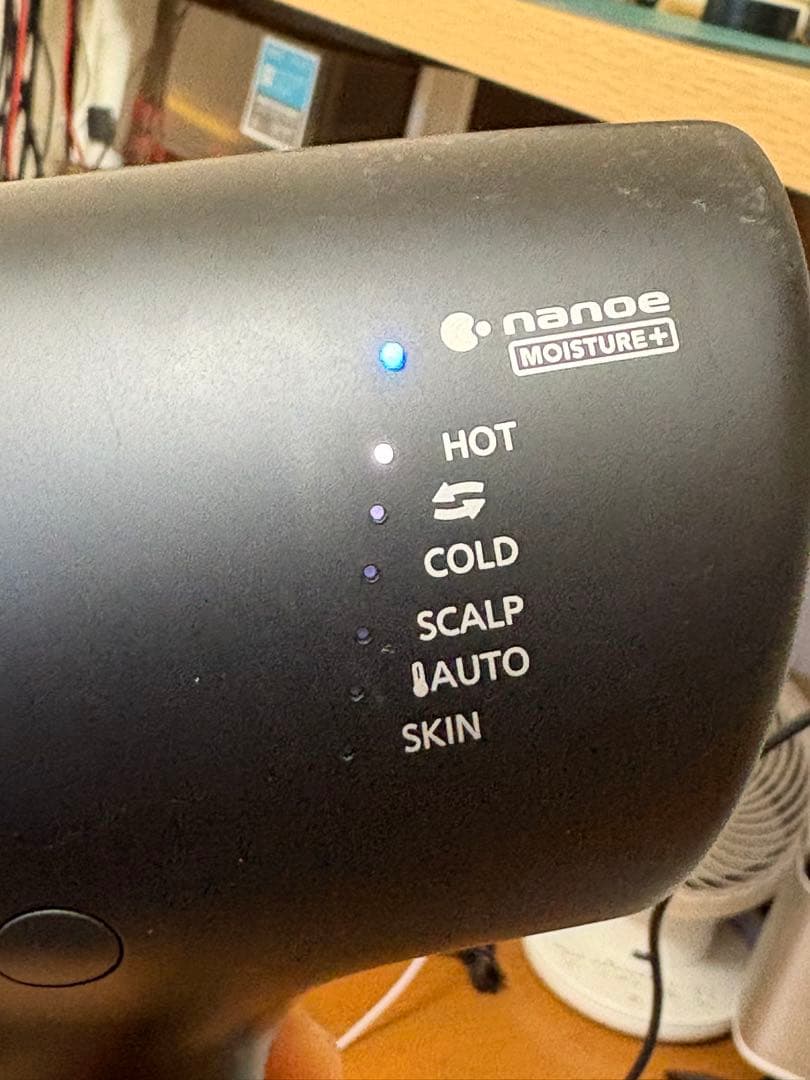 nanoe
MOISTURE+
HOT
COLD
SCALP
AUTO
SKIN